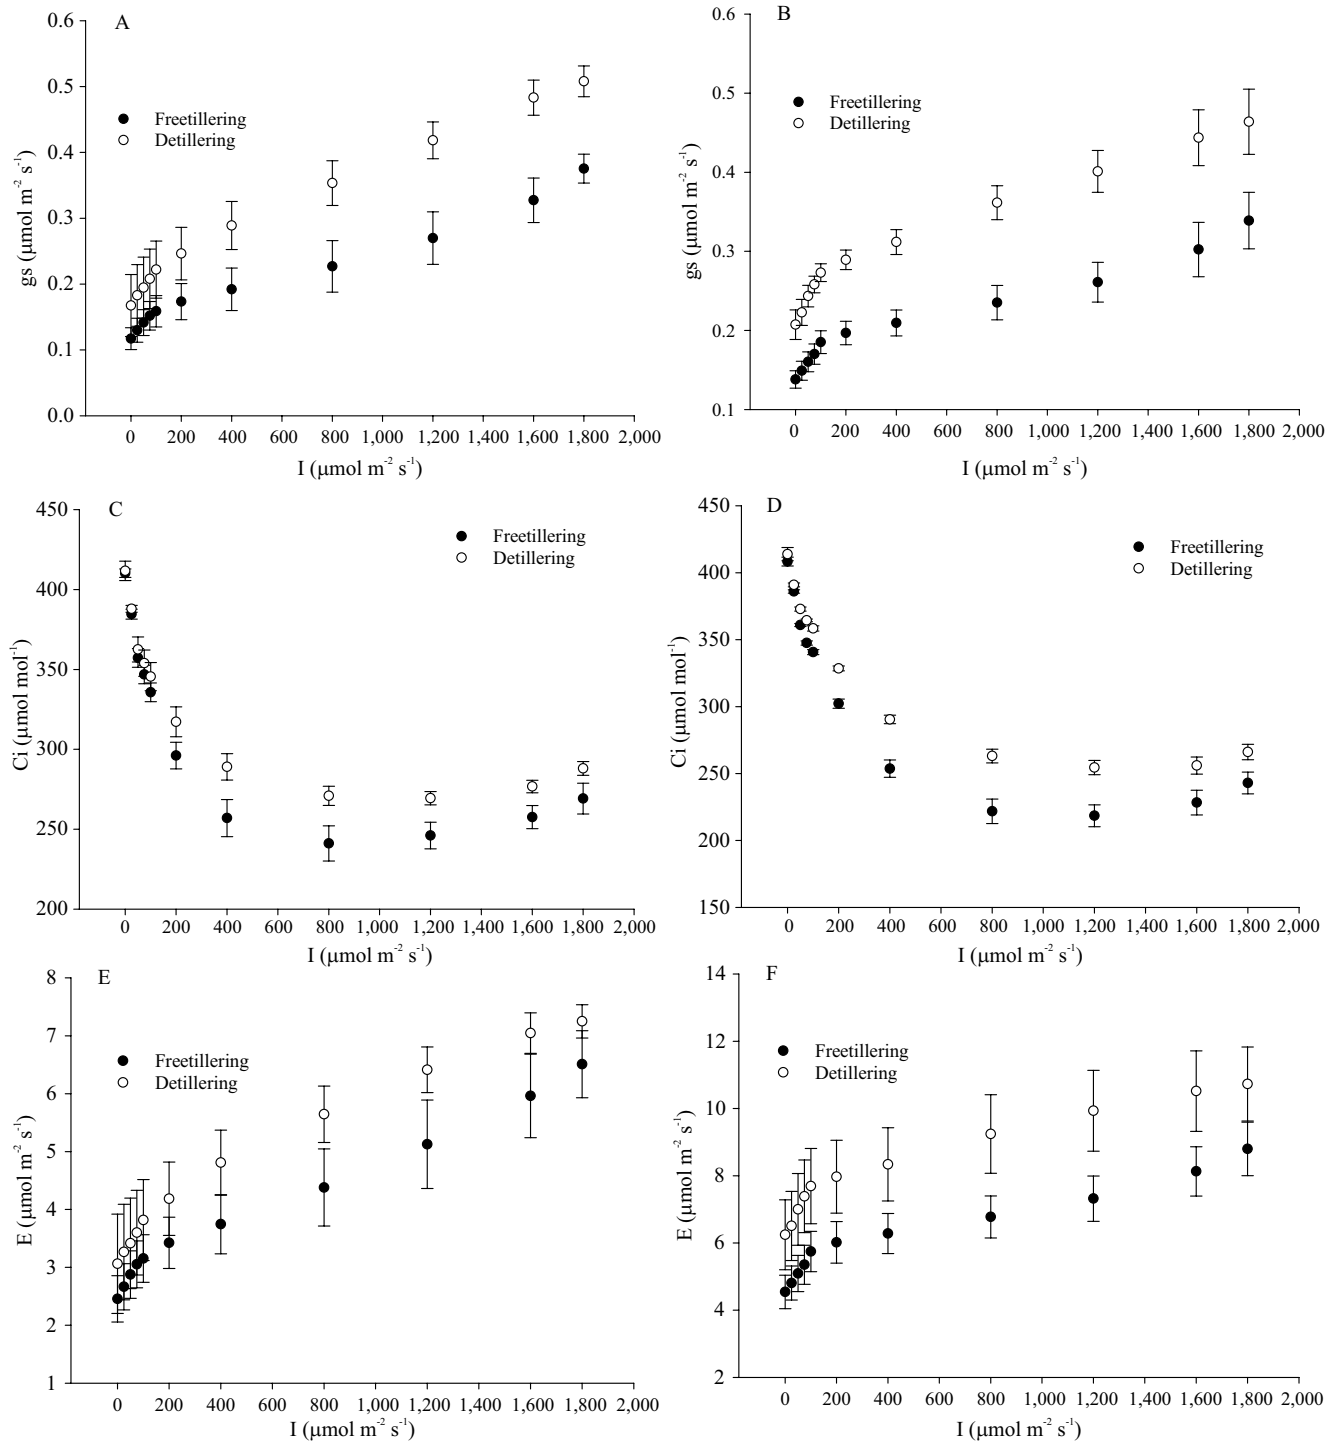 A
0.6
0.5
0.4
0.3
0.2
0.1
0.0
gs (μmol m⁻² s⁻¹)
Freetillering
Detillering
0 200 400 600 800 1,000 1,200 1,400 1,600 1,800 2,000
I (μmol m⁻² s⁻¹)
B
0.6
0.5
0.4
0.3
0.2
0.1
gs (μmol m⁻² s⁻¹)
Freetillering
Detillering
0 200 400 600 800 1,000 1,200 1,400 1,600 1,800 2,000
I (μmol m⁻² s⁻¹)
C
450
400
350
300
250
200
Ci (μmol mol⁻¹)
Freetillering
Detillering
0 200 400 600 800 1,000 1,200 1,400 1,600 1,800 2,000
I (μmol m⁻² s⁻¹)
D
450
400
350
300
250
200
150
Ci (μmol mol⁻¹)
Freetillering
Detillering
0 200 400 600 800 1,000 1,200 1,400 1,600 1,800 2,000
I (μmol m⁻² s⁻¹)
E
8
7
6
5
4
3
2
1
E (μmol m⁻² s⁻¹)
Freetillering
Detillering
0 200 400 600 800 1,000 1,200 1,400 1,600 1,800 2,000
I (μmol m⁻² s⁻¹)
F
14
12
10
8
6
4
2
E (μmol m⁻² s⁻¹)
Freetillering
Detillering
0 200 400 600 800 1,000 1,200 1,400 1,600 1,800 2,000
I (μmol m⁻² s⁻¹)